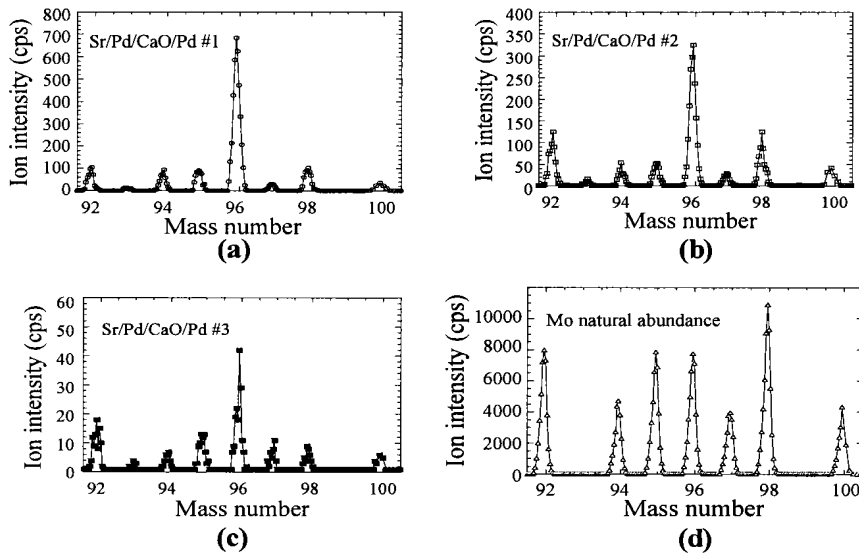 800
700
600
500
400
300
200
100
0
Ion intensity (cps)
Sr/Pd/CaO/Pd #1
92 94 96 98 100
Mass number
(a)
400
350
300
250
200
150
100
50
0
Ion intensity (cps)
Sr/Pd/CaO/Pd #2
92 94 96 98 100
Mass number
(b)
60
50
40
30
20
10
0
Ion intensity (cps)
Sr/Pd/CaO/Pd #3
92 94 96 98 100
Mass number
(c)
10000
8000
6000
4000
2000
0
Ion intensity (cps)
Mo natural abundance
92 94 96 98 100
Mass number
(d)